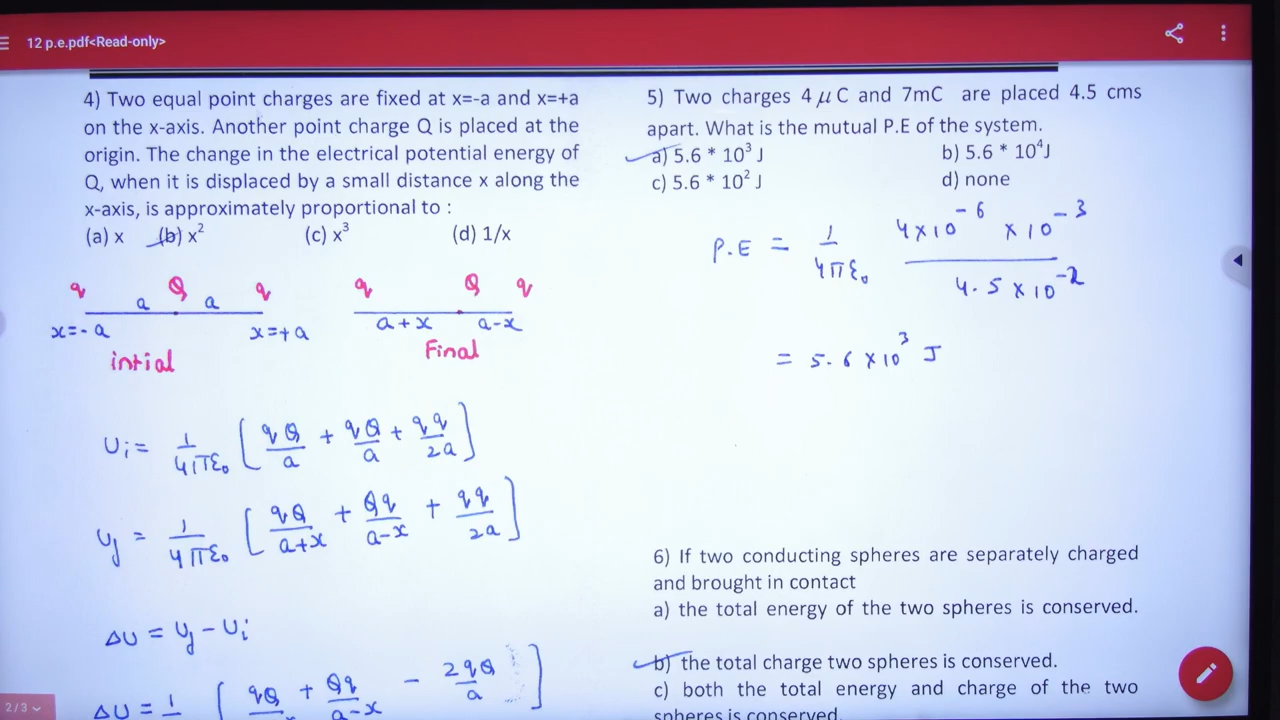 12 p.e.pdf<Read-only>
4) Two equal point charges are fixed at x=-a and x=+a
on the x-axis. Another point charge Q is placed at the
origin. The change in the electrical potential energy of
Q, when it is displaced by a small distance x along the
x-axis, is approximately proportional to :
(a) x (b) x² (c) x³ (d) 1/x
q Q q
a a
x=-a x=+a
intial
q Q q
a+x a-x
Final
Ui = 1/4πε₀ [ qQ/a + qQ/a + qq/2a ]
Uf = 1/4πε₀ [ qQ/a+x + Qq/a-x + qq/2a ]
ΔU = Uf - Ui
ΔU = 1 [ qQ + Qq/a-x - 2qQ/a ]
2/3
5) Two charges 4 μC and 7mC are placed 4.5 cms
apart. What is the mutual P.E of the system.
a) 5.6 * 10³ J b) 5.6 * 10⁴J
c) 5.6 * 10² J d) none
P.E = 1/4πε₀ 4×10⁻⁶ ×10⁻³ / 4.5×10⁻²
= 5.6×10³ J
6) If two conducting spheres are separately charged
and brought in contact
a) the total energy of the two spheres is conserved.
b) the total charge two spheres is conserved.
c) both the total energy and charge of the two
spheres is conserved.